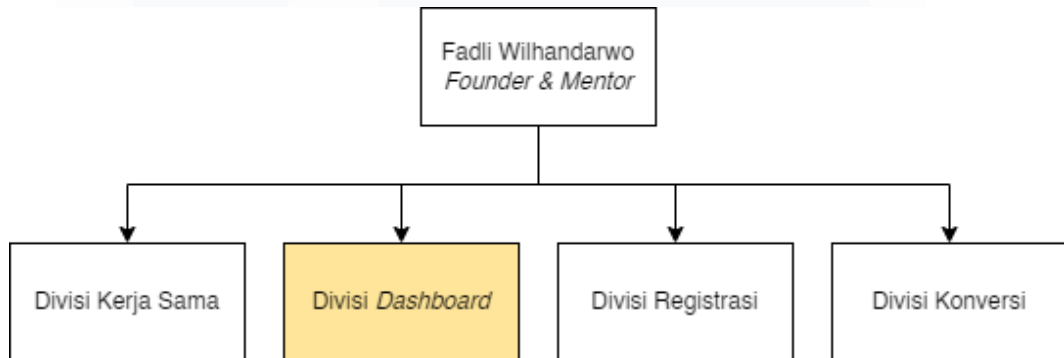 Fadli Wilhandarwo
Founder & Mentor
Divisi Kerja Sama
Divisi Dashboard
Divisi Registrasi
Divisi Konversi